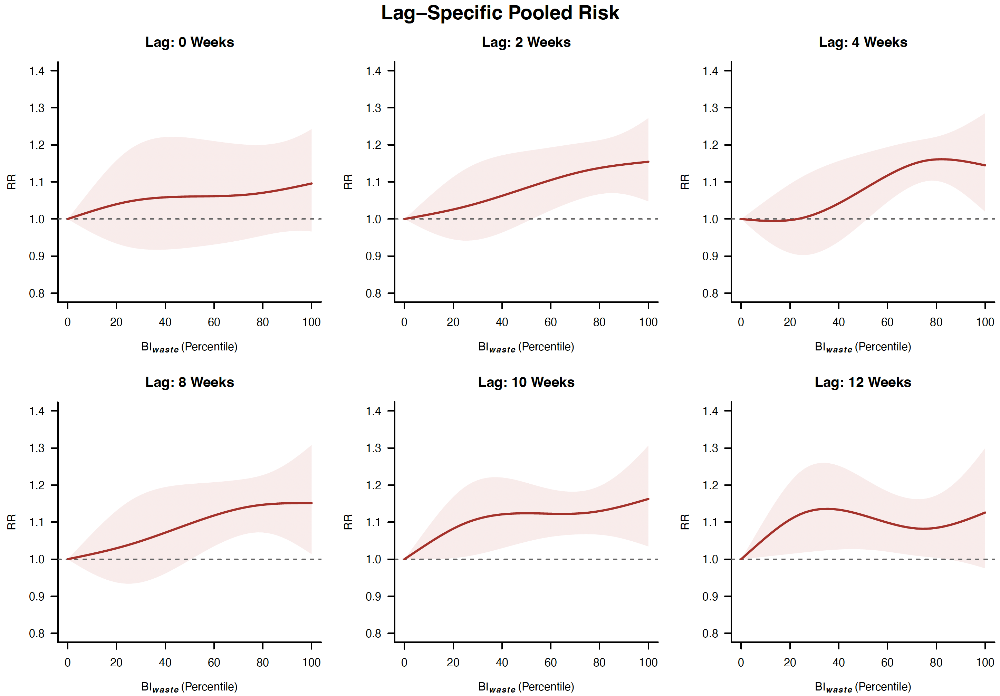 Lag–Specific Pooled Risk
Lag: 0 Weeks
1.4
1.3
1.2
1.1
1.0
0.9
0.8
RR
0 20 40 60 80 100
BIwaste (Percentile)
Lag: 2 Weeks
1.4
1.3
1.2
1.1
1.0
0.9
0.8
RR
0 20 40 60 80 100
BIwaste (Percentile)
Lag: 4 Weeks
1.4
1.3
1.2
1.1
1.0
0.9
0.8
RR
0 20 40 60 80 100
BIwaste (Percentile)
Lag: 8 Weeks
1.4
1.3
1.2
1.1
1.0
0.9
0.8
RR
0 20 40 60 80 100
BIwaste (Percentile)
Lag: 10 Weeks
1.4
1.3
1.2
1.1
1.0
0.9
0.8
RR
0 20 40 60 80 100
BIwaste (Percentile)
Lag: 12 Weeks
1.4
1.3
1.2
1.1
1.0
0.9
0.8
RR
0 20 40 60 80 100
BIwaste (Percentile)